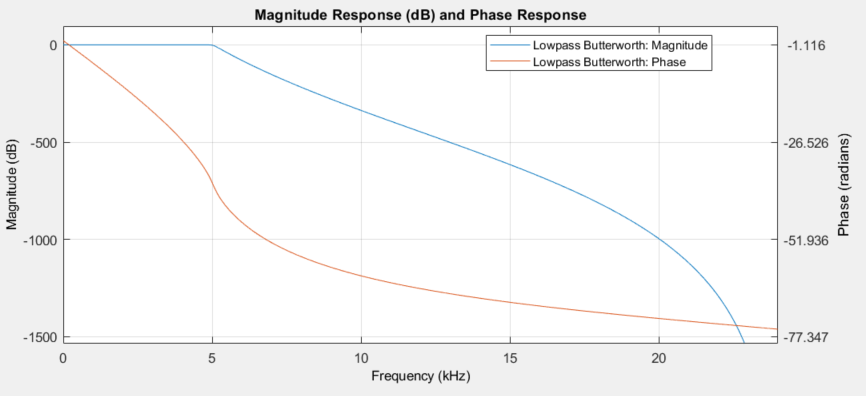 Magnitude Response (dB) and Phase Response
Lowpass Butterworth: Magnitude
Lowpass Butterworth: Phase
Magnitude (dB)
0
-500
-1000
-1500
-1.116
-26.526
-51.936
-77.347
Phase (radians)
0 5 10 15 20
Frequency (kHz)